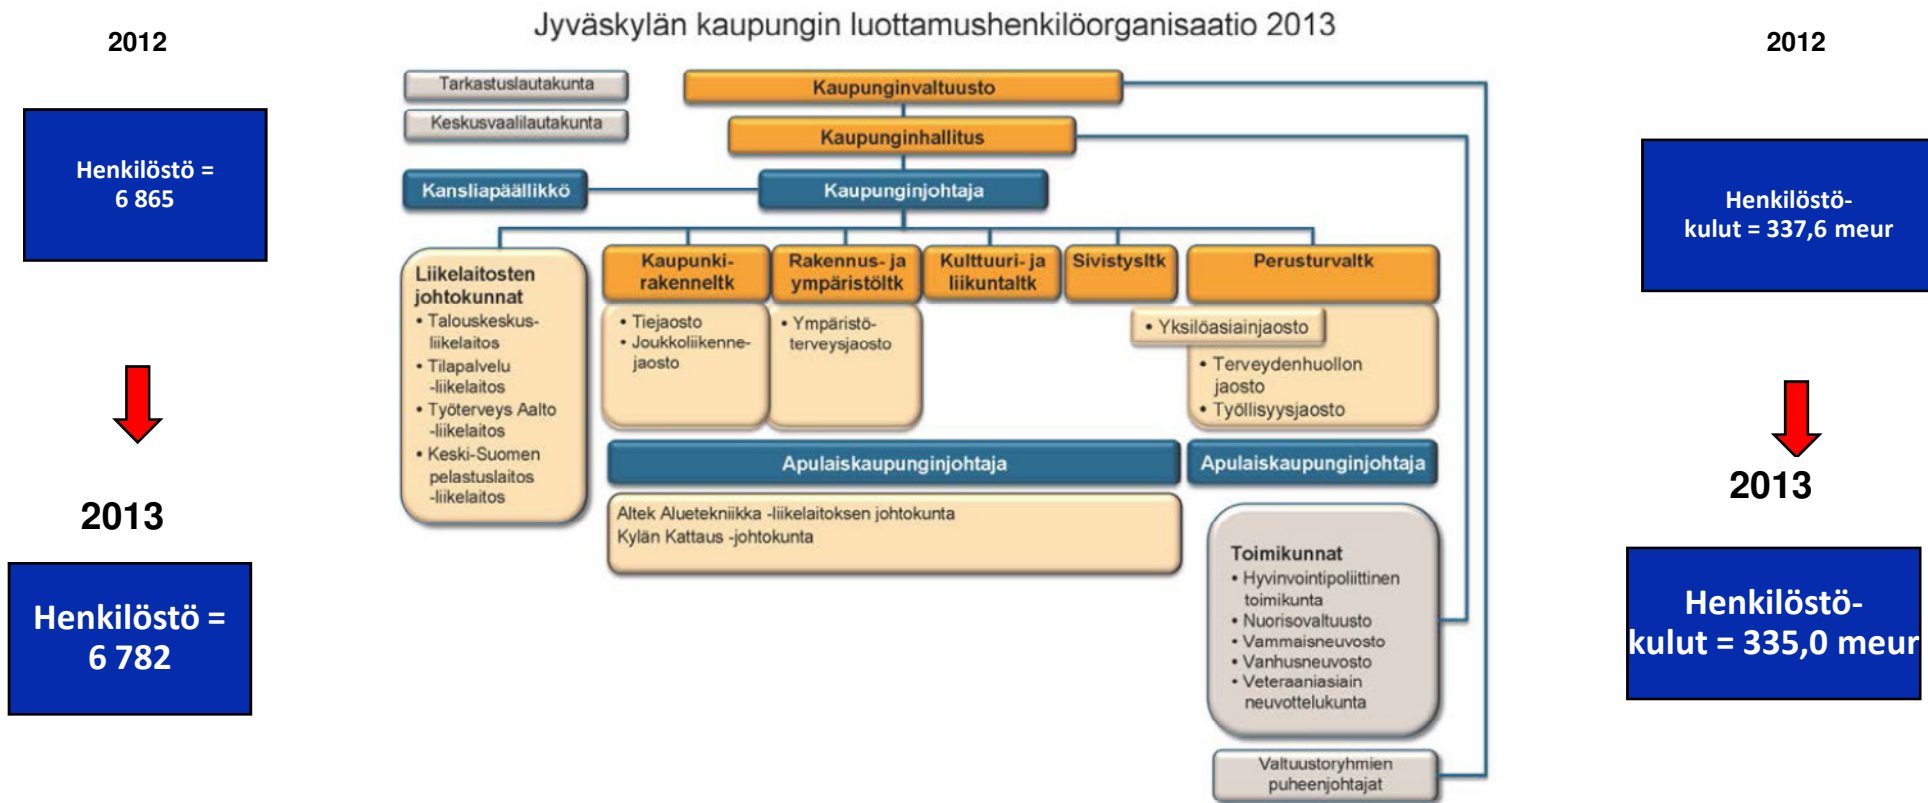 Jyväskylän kaupungin luottamushenkilöorganisaatio 2013
2012
Henkilöstö =
6 865
2013
Henkilöstö =
6 782
Tarkastuslautakunta
Keskusvaalilautakunta
Kaupunginvaltuusto
Kaupunginhallitus
Kansliapäällikkö
Kaupunginjohtaja
Liikelaitosten
johtokunnat
• Talouskeskus-
liikelaitos
• Tilapalvelu
-liikelaitos
• Työterveys Aalto
-liikelaitos
• Keski-Suomen
pelastuslaitos
-liikelaitos
Kaupunki-
rakenneltk
• Tiejaosto
• Joukkoliikenne-
jaosto
Rakennus- ja
ympäristöltk
• Ympäristö-
terveysjaosto
Kulttuuri- ja
liikuntaltk
Sivistysltk
Perusturvaltk
• Yksilöasiainjaosto
• Terveydenhuollon
jaosto
• Työllisyysjaosto
Apulaiskaupunginjohtaja
Apulaiskaupunginjohtaja
Altek Aluetekniikka -liikelaitoksen johtokunta
Kylän Kattaus -johtokunta
Toimikunnat
• Hyvinvointipoliittinen
toimikunta
• Nuorisovaltuusto
• Vammaisneuvosto
• Vanhusneuvosto
• Veteraaniasiain
neuvottelukunta
Valtuustoryhmien
puheenjohtajat
2012
Henkilöstö-
kulut = 337,6 meur
2013
Henkilöstö-
kulut = 335,0 meur